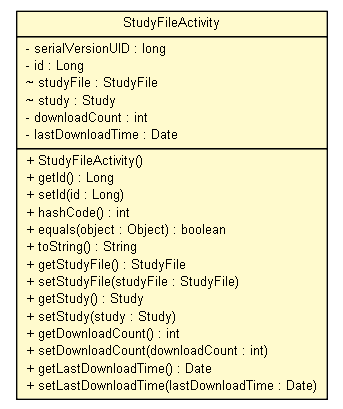 StudyFileActivity
- serialVersionUID : long
- id : Long
~ studyFile : StudyFile
~ study : Study
- downloadCount : int
- lastDownloadTime : Date
+ StudyFileActivity()
+ getId() : Long
+ setId(id : Long)
+ hashCode() : int
+ equals(object : Object) : boolean
+ toString() : String
+ getStudyFile() : StudyFile
+ setStudyFile(studyFile : StudyFile)
+ getStudy() : Study
+ setStudy(study : Study)
+ getDownloadCount() : int
+ setDownloadCount(downloadCount : int)
+ getLastDownloadTime() : Date
+ setLastDownloadTime(lastDownloadTime : Date)